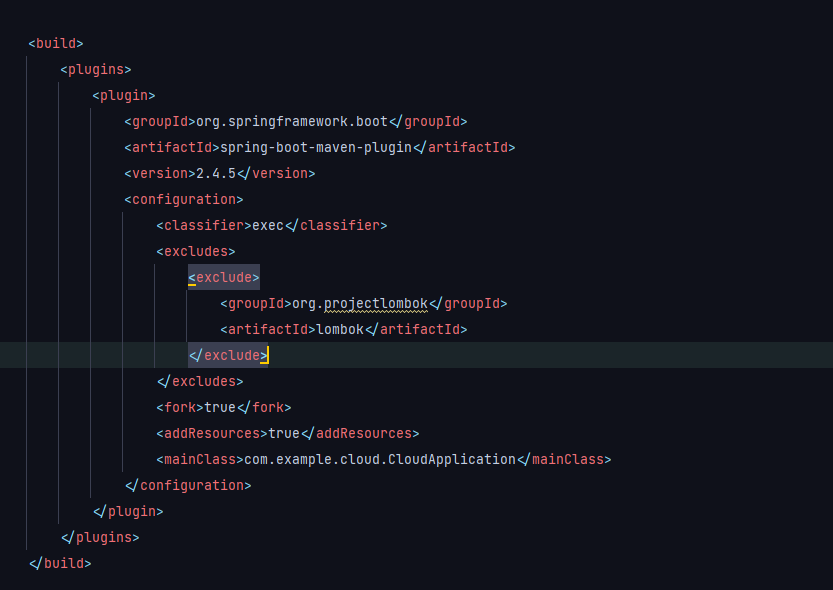 <build>
<plugins>
<plugin>
<groupId>org.springframework.boot</groupId>
<artifactId>spring-boot-maven-plugin</artifactId>
<version>2.4.5</version>
<configuration>
<classifier>exec</classifier>
<excludes>
<exclude>
<groupId>org.projectlombok</groupId>
<artifactId>lombok</artifactId>
</exclude>
</excludes>
<fork>true</fork>
<addResources>true</addResources>
<mainClass>com.example.cloud.CloudApplication</mainClass>
</configuration>
</plugin>
</plugins>
</build>